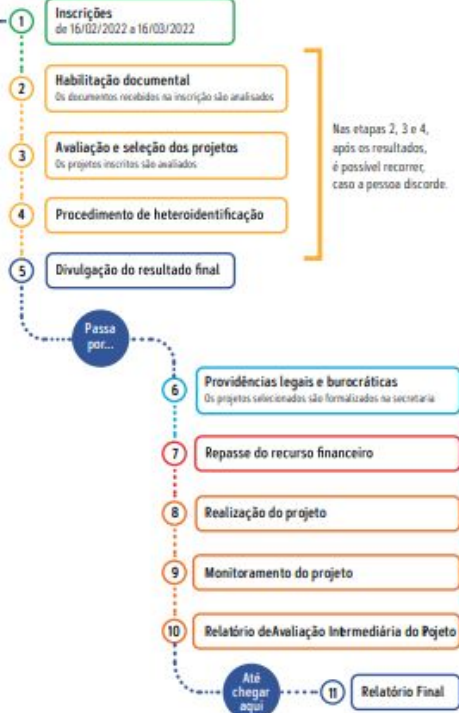 1
Inscrições
de 16/02/2022 a 16/03/2022
2
Habilitação documental
Os documentos recebidos na inscrição são analisados
3
Avaliação e seleção dos projetos
Os projetos inscritos são avaliados
4
Procedimento de heteroidentificação
Nas etapas 2, 3 e 4,
após os resultados,
é possível recorrer,
caso a pessoa discorde.
5
Divulgação do resultado final
Passa
por...
6
Providências legais e burocráticas
Os projetos selecionados são formalizados na secretaria
7
Repasse do recurso financeiro
8
Realização do projeto
9
Monitoramento do projeto
10
Relatório deAvaliação Intermediária do Pojeto
Até
chegar
aqui
11
Relatório Final